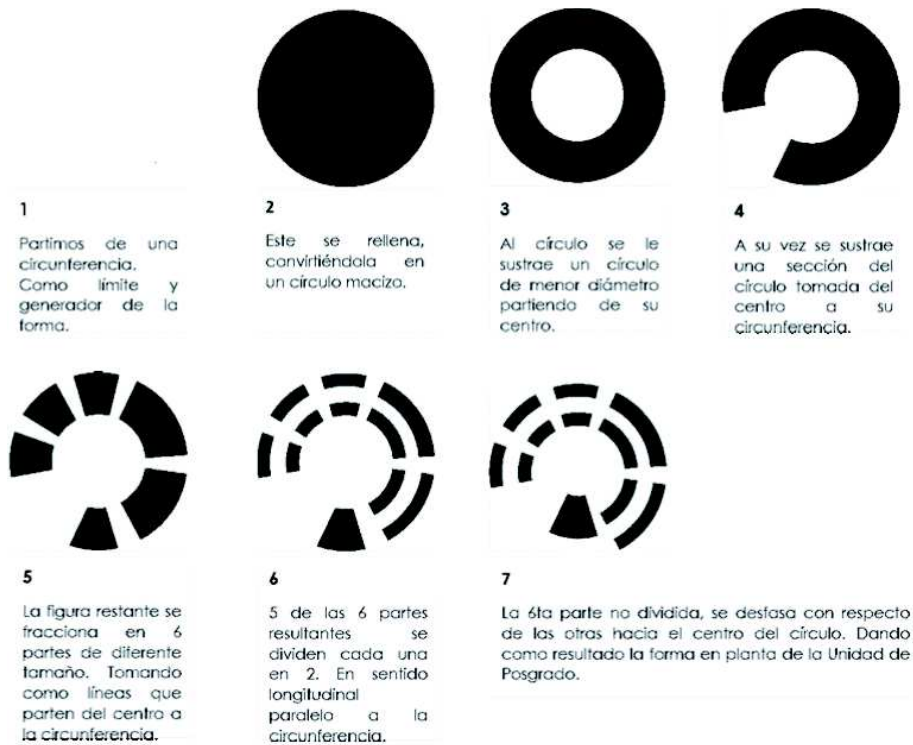 1
Partimos de una
circunferencia.
Como límite y
generador de la
forma.
2
Este se rellena,
convirtiéndola en
un círculo macizo.
3
Al círculo se le
sustrae un círculo
de menor diámetro
partiendo de su
centro.
4
A su vez se sustrae
una sección del
círculo tomada del
centro a su
circunferencia.
5
La figura restante se
fracciona en 6
partes de diferente
tamaño. Tomando
como líneas que
parten del centro a
la circunferencia.
6
5 de las 6 partes
resultantes se
dividen cada una
en 2. En sentido
longitudinal
paralelo a la
circunferencia.
7
La 6ta parte no dividida, se desfasa con respecto
de las otras hacia el centro del círculo. Dando
como resultado la forma en planta de la Unidad de
Posgrado.